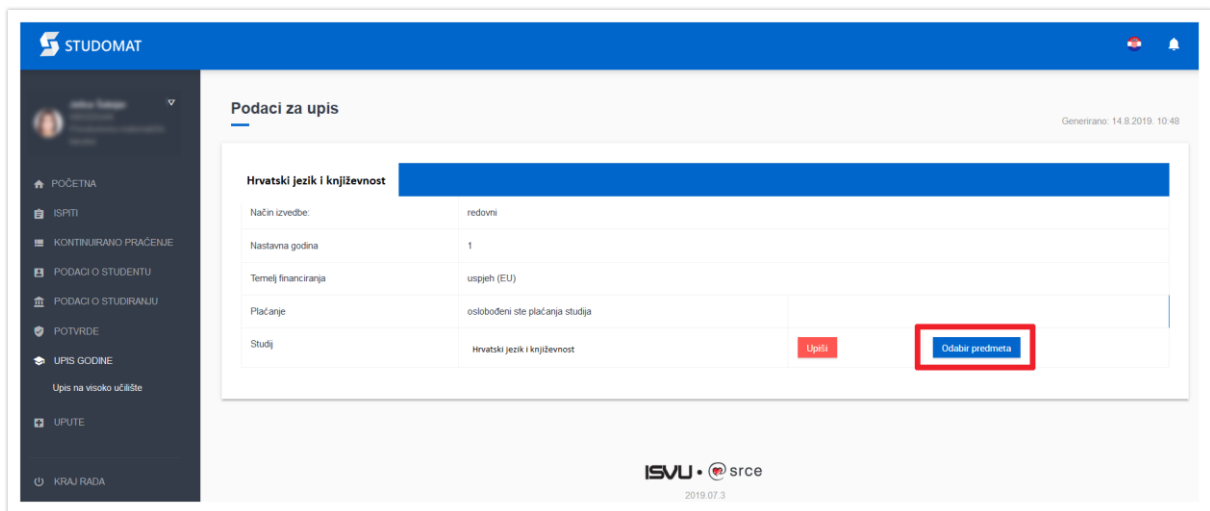 STUDOMAT
Podaci za upis
Generirano: 14.8.2019. 10:48
POČETNA
ISPITI
KONTINUIRANO PRAĆENJE
PODACI O STUDENTU
PODACI O STUDIRANJU
POTVRDE
UPIS GODINE
Upis na visoko učilište
UPUTE
KRAJ RADA
Hrvatski jezik i književnost
Način izvedbe: redovni
Nastavna godina 1
Temelj financiranja uspjeh (EU)
Plaćanje oslobođeni ste plaćanja studija
Studij Hrvatski jezik i književnost Upiši Odabir predmeta
ISVU • srce
2019.07.3